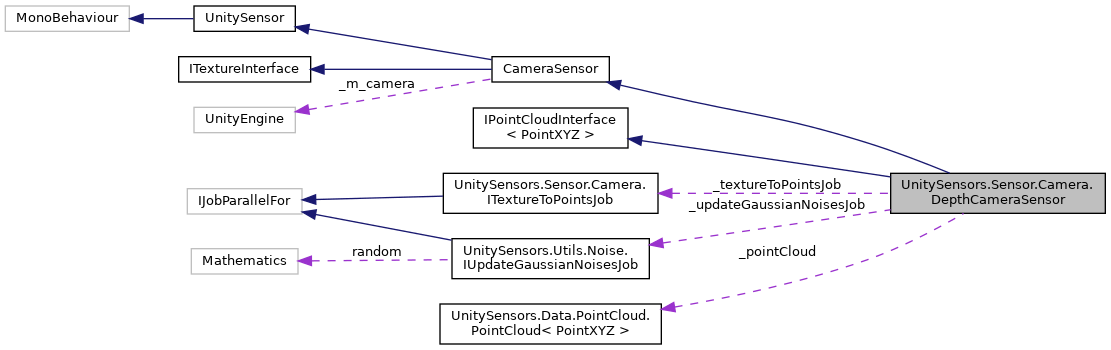 MonoBehaviour
UnitySensor
ITextureInterface
CameraSensor
_m_camera
UnityEngine
IPointCloudInterface
< PointXYZ >
UnitySensors.Sensor.Camera.
ITextureToPointsJob
_textureToPointsJob
UnitySensors.Sensor.Camera.
DepthCameraSensor
IJobParallelFor
_updateGaussianNoisesJob
UnitySensors.Utils.Noise.
IUpdateGaussianNoisesJob
random
Mathematics
_pointCloud
UnitySensors.Data.PointCloud.
PointCloud< PointXYZ >